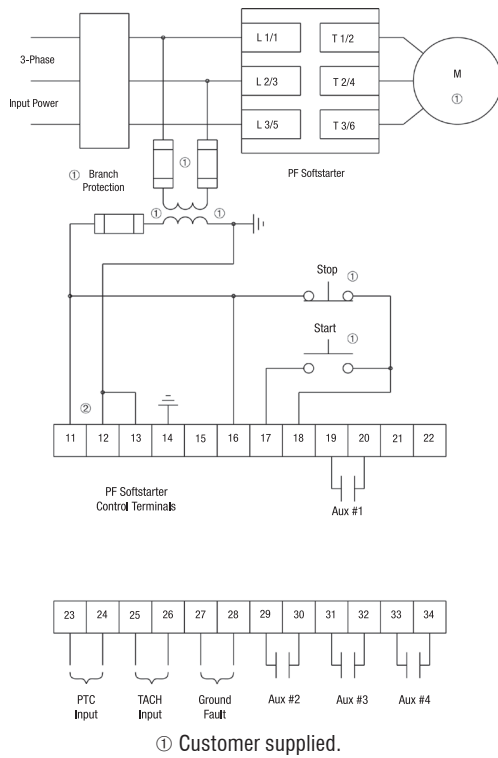 3-Phase
Input Power
L 1/1 T 1/2
L 2/3 T 2/4
L 3/5 T 3/6
M
①
① Branch
Protection
①
PF Softstarter
① ①
Stop ①
Start ①
②
11 12 13 14 15 16 17 18 19 20 21 22
PF Softstarter
Control Terminals
Aux #1
23 24 25 26 27 28 29 30 31 32 33 34
PTC
Input
TACH
Input
Ground
Fault
Aux #2
Aux #3
Aux #4
① Customer supplied.